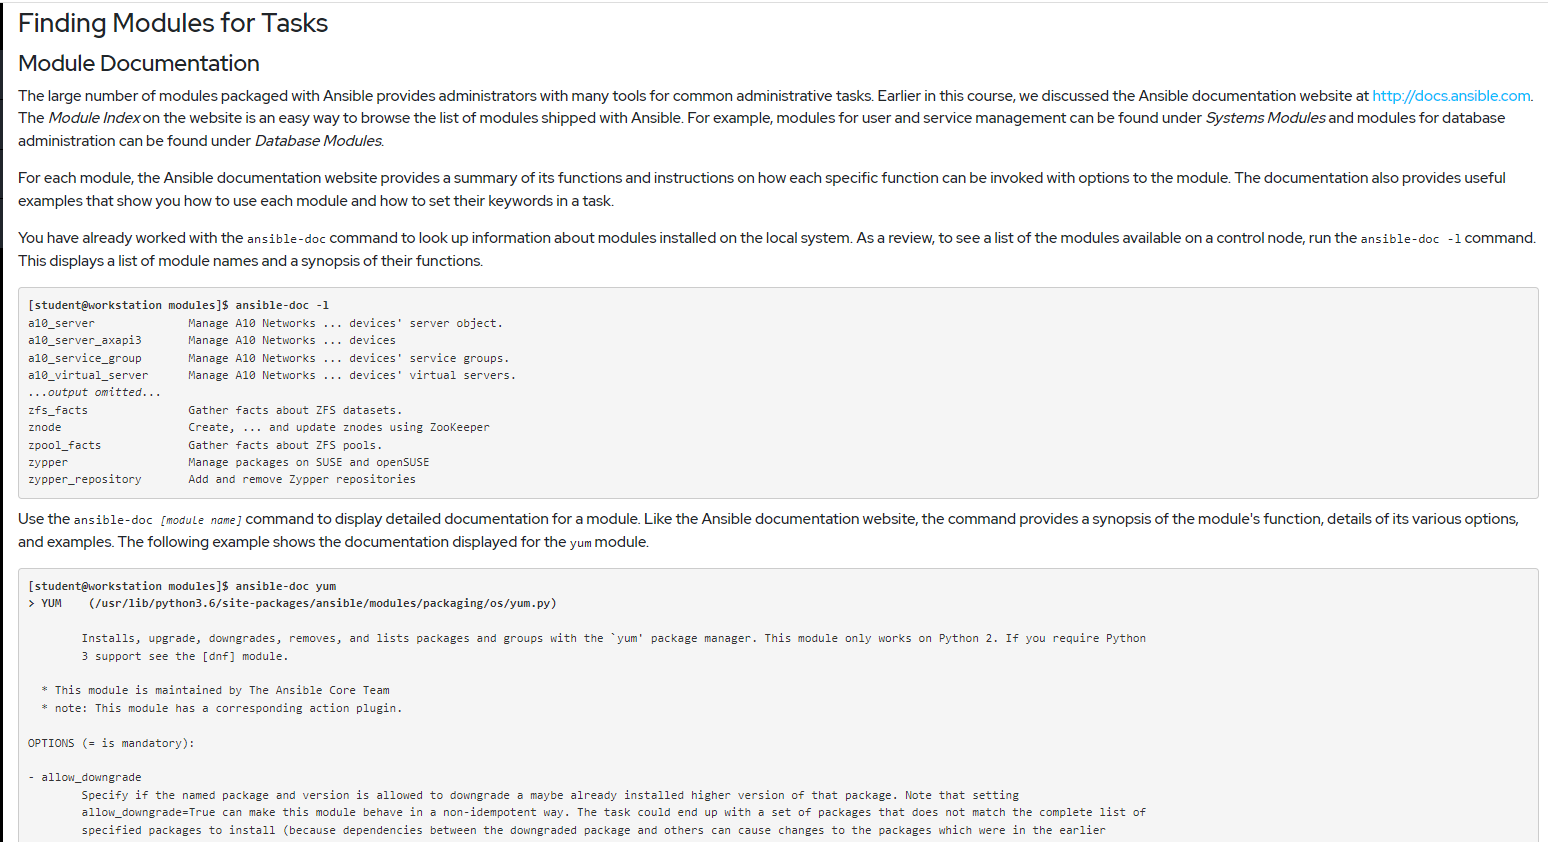 Finding Modules for Tasks
Module Documentation
The large number of modules packaged with Ansible provides administrators with many tools for common administrative tasks. Earlier in this course, we discussed the Ansible documentation website at http://docs.ansible.com.
The Module Index on the website is an easy way to browse the list of modules shipped with Ansible. For example, modules for user and service management can be found under Systems Modules and modules for database
administration can be found under Database Modules.
For each module, the Ansible documentation website provides a summary of its functions and instructions on how each specific function can be invoked with options to the module. The documentation also provides useful
examples that show you how to use each module and how to set their keywords in a task.
You have already worked with the ansible-doc command to look up information about modules installed on the local system. As a review, to see a list of the modules available on a control node, run the ansible-doc -l command.
This displays a list of module names and a synopsis of their functions.
[student@workstation modules]$ ansible-doc -l
a10_server              Manage A10 Networks ... devices' server object.
a10_server_axapi3       Manage A10 Networks ... devices
a10_service_group       Manage A10 Networks ... devices' service groups.
a10_virtual_server      Manage A10 Networks ... devices' virtual servers.
...output omitted...
zfs_facts               Gather facts about ZFS datasets.
znode                   Create, ... and update znodes using ZooKeeper
zpool_facts             Gather facts about ZFS pools.
zypper                  Manage packages on SUSE and openSUSE
zypper_repository       Add and remove Zypper repositories
Use the ansible-doc [module name] command to display detailed documentation for a module. Like the Ansible documentation website, the command provides a synopsis of the module's function, details of its various options,
and examples. The following example shows the documentation displayed for the yum module.
[student@workstation modules]$ ansible-doc yum
> YUM    (/usr/lib/python3.6/site-packages/ansible/modules/packaging/os/yum.py)
        Installs, upgrade, downgrades, removes, and lists packages and groups with the `yum' package manager. This module only works on Python 2. If you require Python
        3 support see the [dnf] module.
  * This module is maintained by The Ansible Core Team
  * note: This module has a corresponding action plugin.
OPTIONS (= is mandatory):
- allow_downgrade
        Specify if the named package and version is allowed to downgrade a maybe already installed higher version of that package. Note that setting
        allow_downgrade=True can make this module behave in a non-idempotent way. The task could end up with a set of packages that does not match the complete list of
        specified packages to install (because dependencies between the downgraded package and others can cause changes to the packages which were in the earlier